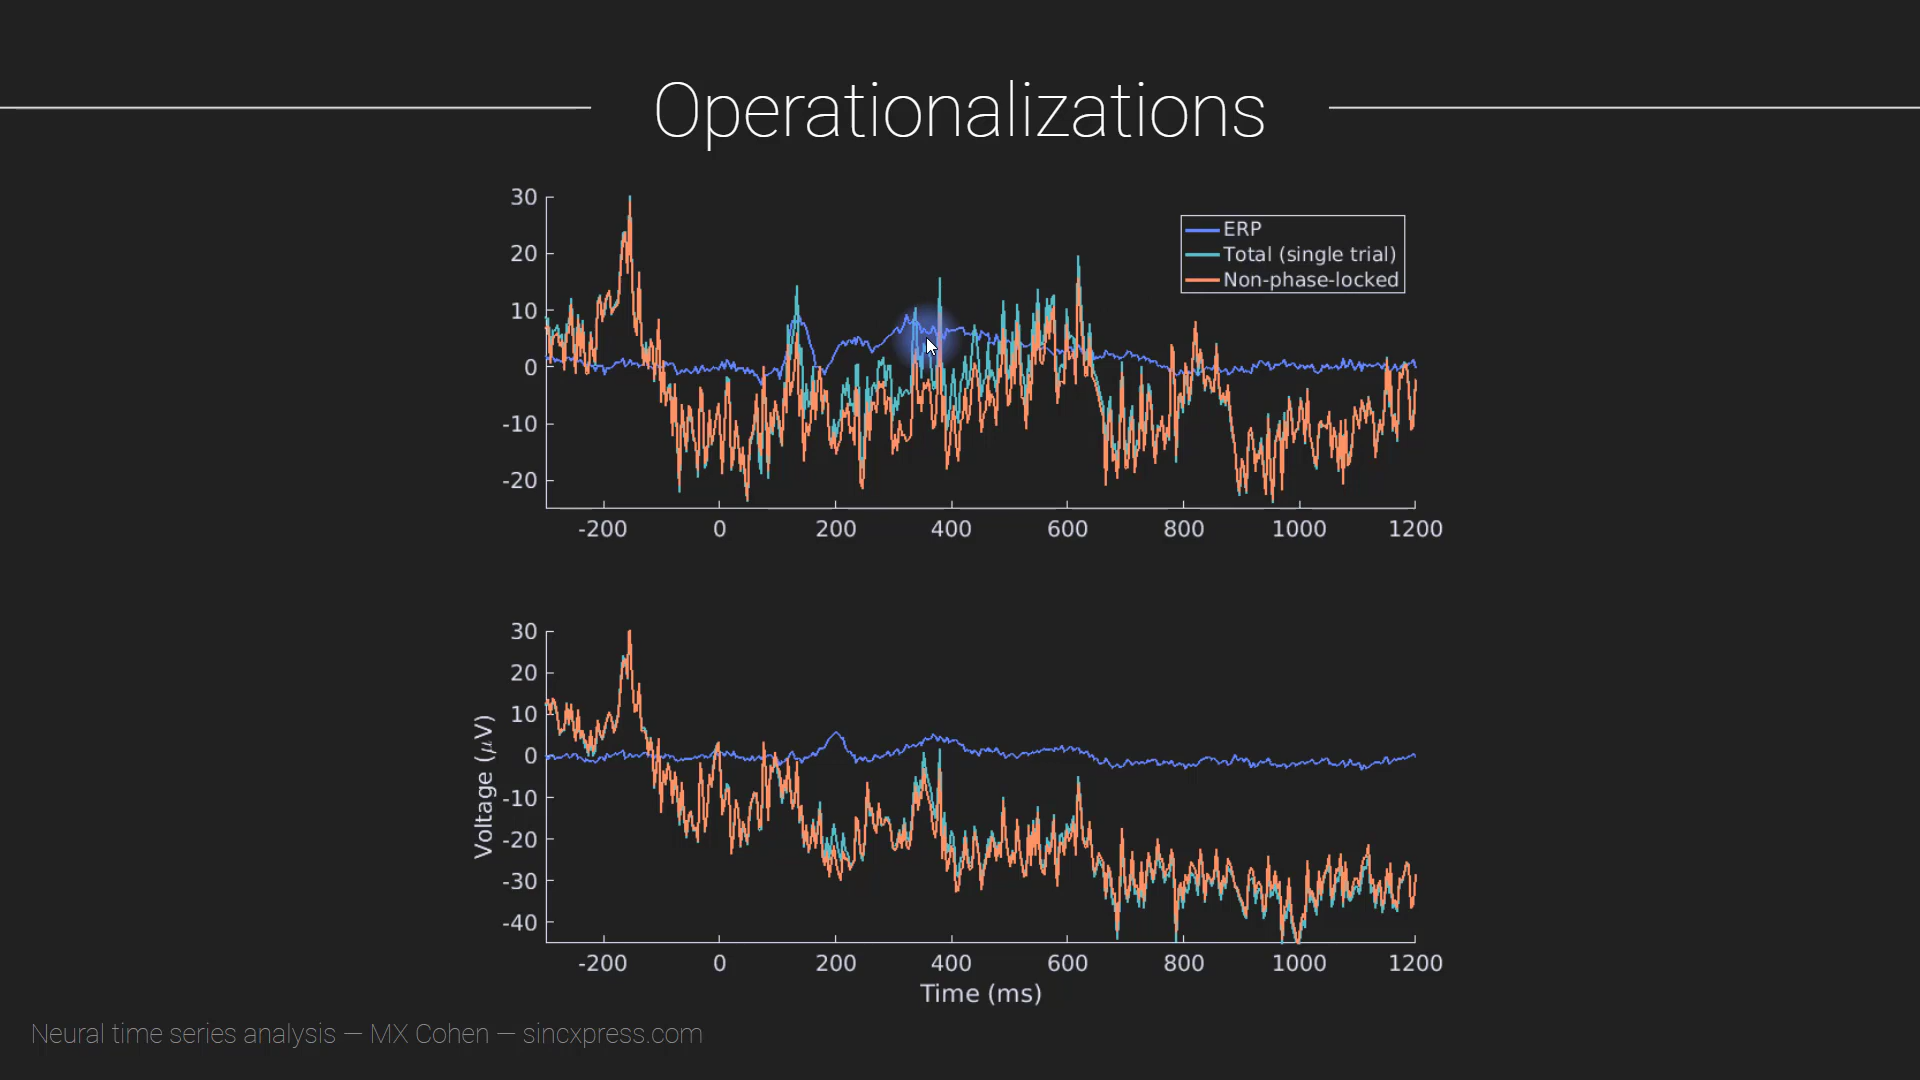 Operationalizations
30
20
10
0
-10
-20
ERP
Total (single trial)
Non-phase-locked
-200 0 200 400 600 800 1000 1200
30
20
10
0
-10
-20
-30
-40
Voltage (μV)
-200 0 200 400 600 800 1000 1200
Time (ms)
Neural time series analysis — MX Cohen — sincxpress.com